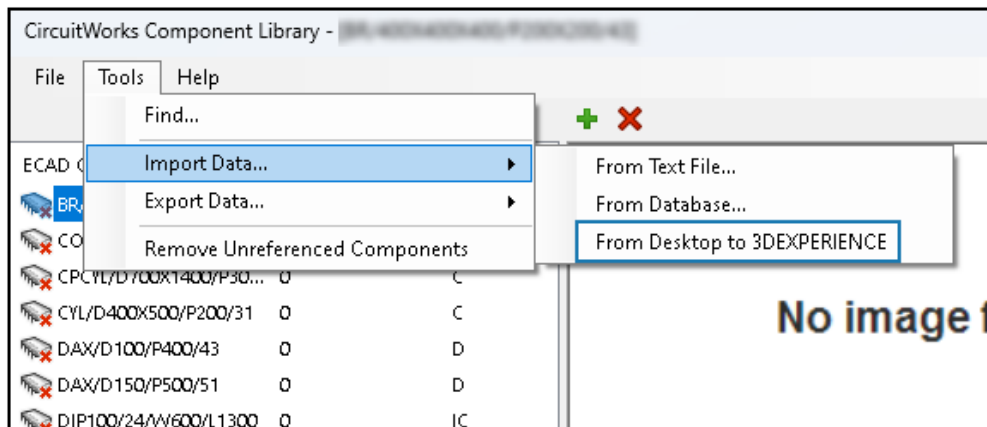 CircuitWorks Component Library -
File Tools Help
Find...
Import Data...
Export Data...
Remove Unreferenced Components
From Text File...
From Database...
From Desktop to 3DEXPERIENCE
ECAD
BR/
CO
CPCYL/D700X1400/P30... 0 C
CYL/D400X500/P200/31 0 C
DAX/D100/P400/43 0 D
DAX/D150/P500/51 0 D
DIP100/24/W600/L1300 0 IC
No image